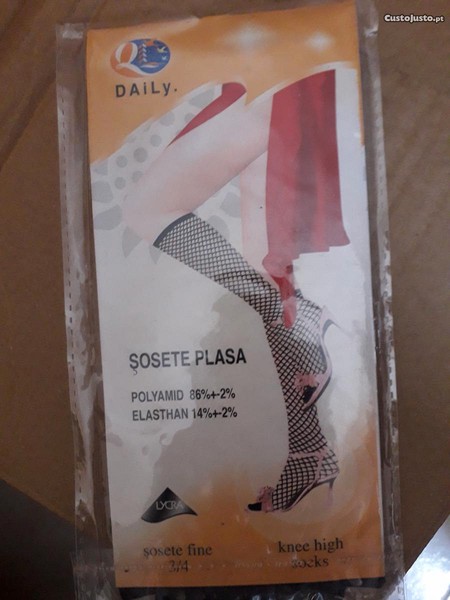 CustoJusto.pt
DAiLy.
ŞOSETE PLASA
POLYAMID 86%+-2%
ELASTHAN 14%+-2%
LYCRA
şosete fine
3/4
knee high
socks